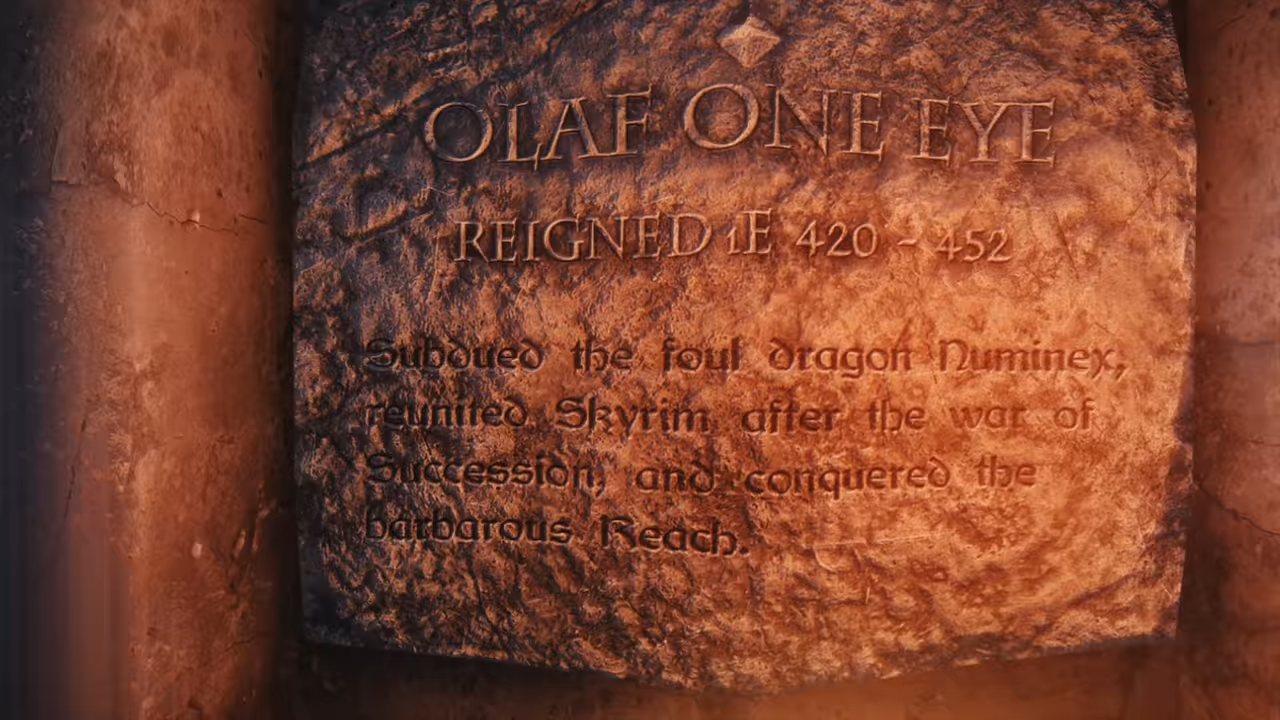 OLAF ONE EYE
REIGNED 1E 420 - 452
Subdued the foul dragon Numinex,
reunited Skyrim after the war of
Succession, and conquered the
barbarous Reach.